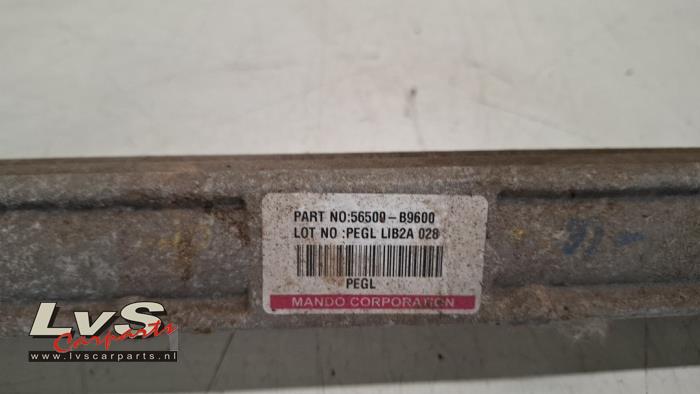 PART NO:56500-B9600
LOT NO :PEGL LIB2A 028
PEGL
MANDO CORPORATION
LvS
Carparts
www.lvscarparts.nl